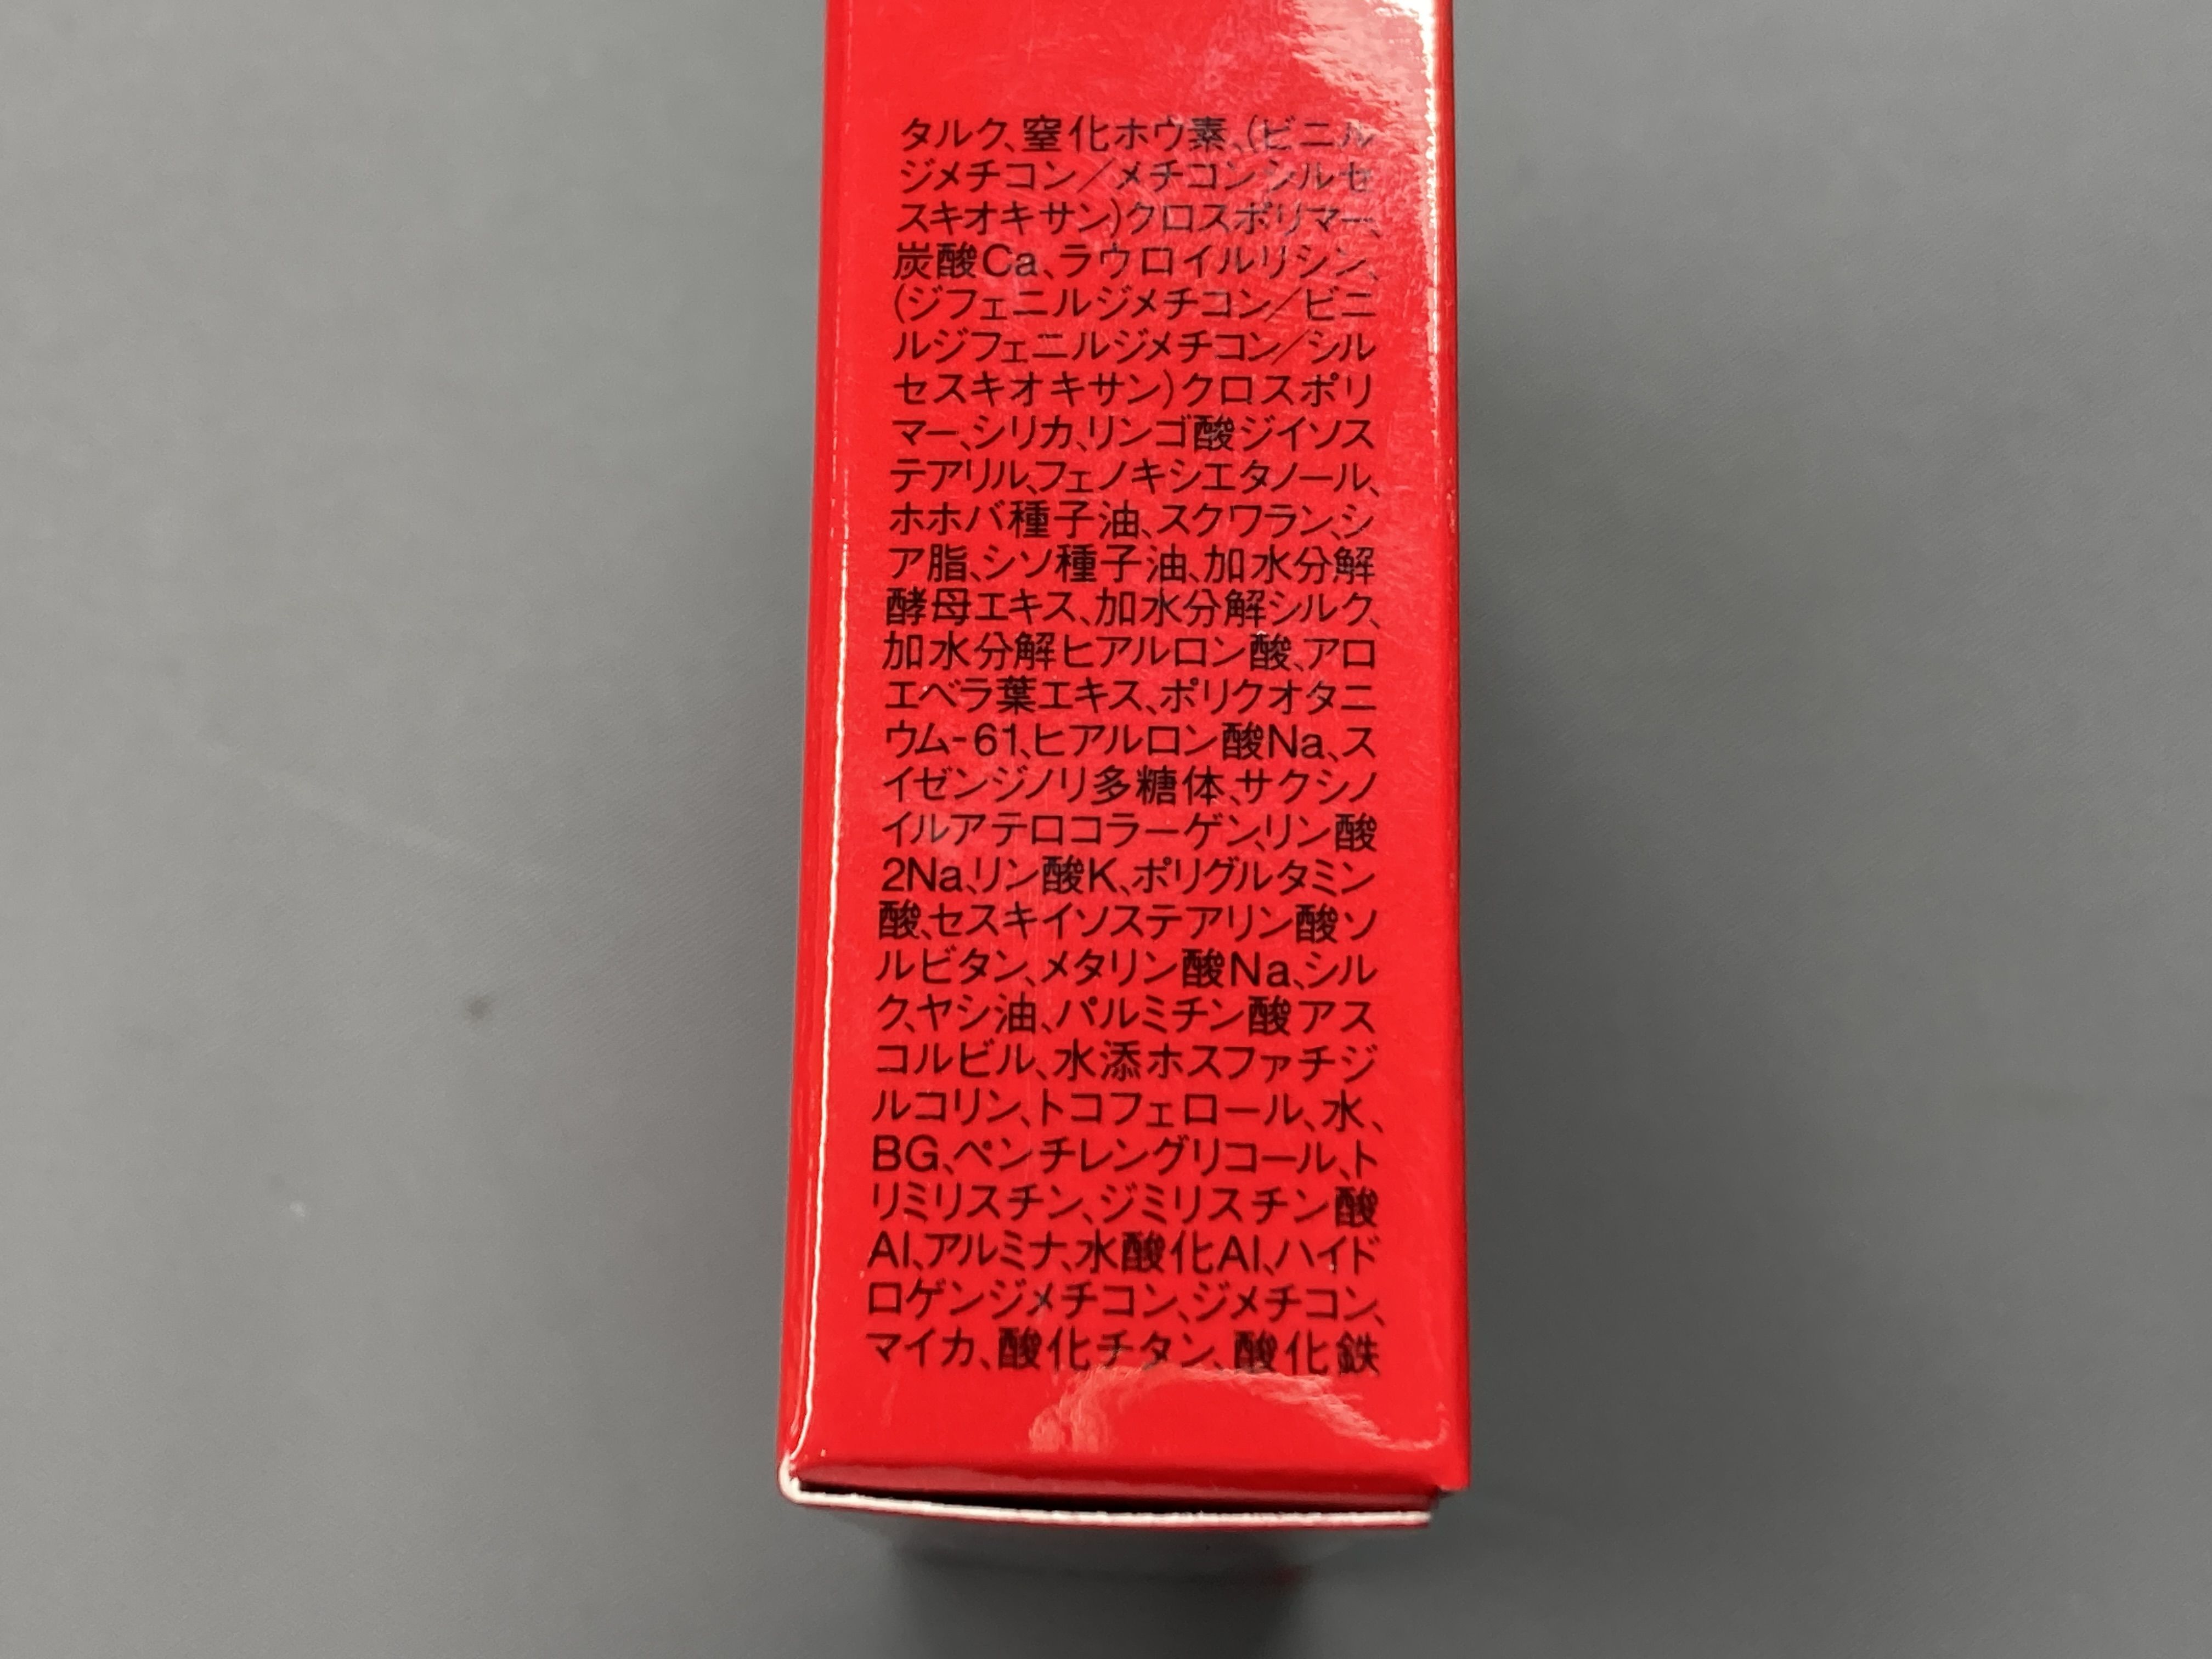 タルク、窒化ホウ素、(ビニル
ジメチコン／メチコンシルセ
スキオキサン)クロスポリマー、
炭酸Ca、ラウロイルリシン、
(ジフェニルジメチコン／ビニ
ルジフェニルジメチコン／シル
セスキオキサン)クロスポリ
マー、シリカ、リンゴ酸ジイソス
テアリル、フェノキシエタノール、
ホホバ種子油、スクワラン、シ
ア脂、シソ種子油、加水分解
酵母エキス、加水分解シルク、
加水分解ヒアルロン酸、アロ
エベラ葉エキス、ポリクオタニ
ウム-61、ヒアルロン酸Na、ス
イゼンジノリ多糖体、サクシノ
イルアテロコラーゲン、リン酸
2Na、リン酸K、ポリグルタミン
酸、セスキイソステアリン酸ソ
ルビタン、メタリン酸Na、シル
ク、ヤシ油、パルミチン酸アス
コルビル、水添ホスファチジ
ルコリン、トコフェロール、水、
BG、ペンチレングリコール、ト
リミリスチン、ジミリスチン酸
Al、アルミナ、水酸化Al、ハイド
ロゲンジメチコン、ジメチコン、
マイカ、酸化チタン、酸化鉄